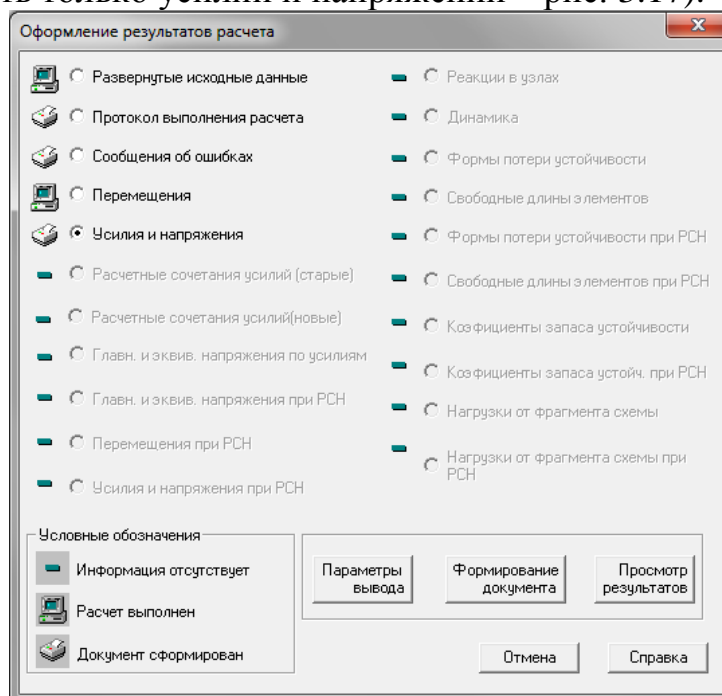 ть только усилий и напряжений – рис. 3.17).
Оформление результатов расчета
Развернутые исходные данные
Протокол выполнения расчета
Сообщения об ошибках
Перемещения
Усилия и напряжения
Расчетные сочетания усилий (старые)
Расчетные сочетания усилий(новые)
Главн. и эквив. напряжения по усилиям
Главн. и эквив. напряжения при РСН
Перемещения при РСН
Усилия и напряжения при РСН
Реакции в узлах
Динамика
Формы потери устойчивости
Свободные длины элементов
Формы потери устойчивости при РСН
Свободные длины элементов при РСН
Коэфициенты запаса устойчивости
Коэфициенты запаса устойч. при РСН
Нагрузки от фрагмента схемы
Нагрузки от фрагмента схемы при
РСН
Условные обозначения
Информация отсутствует
Расчет выполнен
Документ сформирован
Параметры
вывода
Формирование
документа
Просмотр
результатов
Отмена
Справка